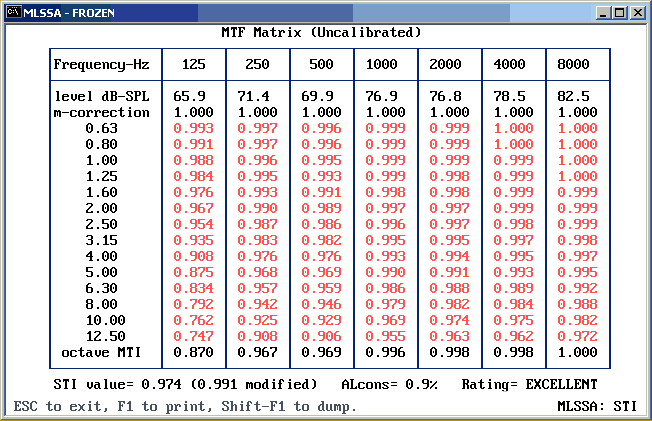 MLSSA - FROZEN
MTF Matrix (Uncalibrated)
Frequency-Hz 125 250 500 1000 2000 4000 8000
level dB-SPL 65.9 71.4 69.9 76.9 76.8 78.5 82.5
m-correction 1.000 1.000 1.000 1.000 1.000 1.000 1.000
0.63 0.993 0.997 0.996 0.999 0.999 1.000 1.000
0.80 0.991 0.997 0.996 0.999 0.999 1.000 1.000
1.00 0.988 0.996 0.995 0.999 0.999 0.999 1.000
1.25 0.984 0.995 0.993 0.999 0.998 0.999 1.000
1.60 0.976 0.993 0.991 0.998 0.998 0.999 0.999
2.00 0.967 0.990 0.989 0.997 0.997 0.999 0.999
2.50 0.954 0.987 0.986 0.996 0.997 0.998 0.999
3.15 0.935 0.983 0.982 0.995 0.995 0.997 0.998
4.00 0.908 0.976 0.976 0.993 0.994 0.995 0.997
5.00 0.875 0.968 0.969 0.990 0.991 0.993 0.995
6.30 0.834 0.957 0.959 0.986 0.988 0.989 0.992
8.00 0.792 0.942 0.946 0.979 0.982 0.984 0.988
10.00 0.762 0.925 0.929 0.969 0.974 0.975 0.982
12.50 0.747 0.908 0.906 0.955 0.963 0.962 0.972
octave MTI 0.870 0.967 0.969 0.996 0.998 0.998 1.000
STI value= 0.974 (0.991 modified) ALcons= 0.9% Rating= EXCELLENT
ESC to exit, F1 to print, Shift-F1 to dump. MLSSA: STI